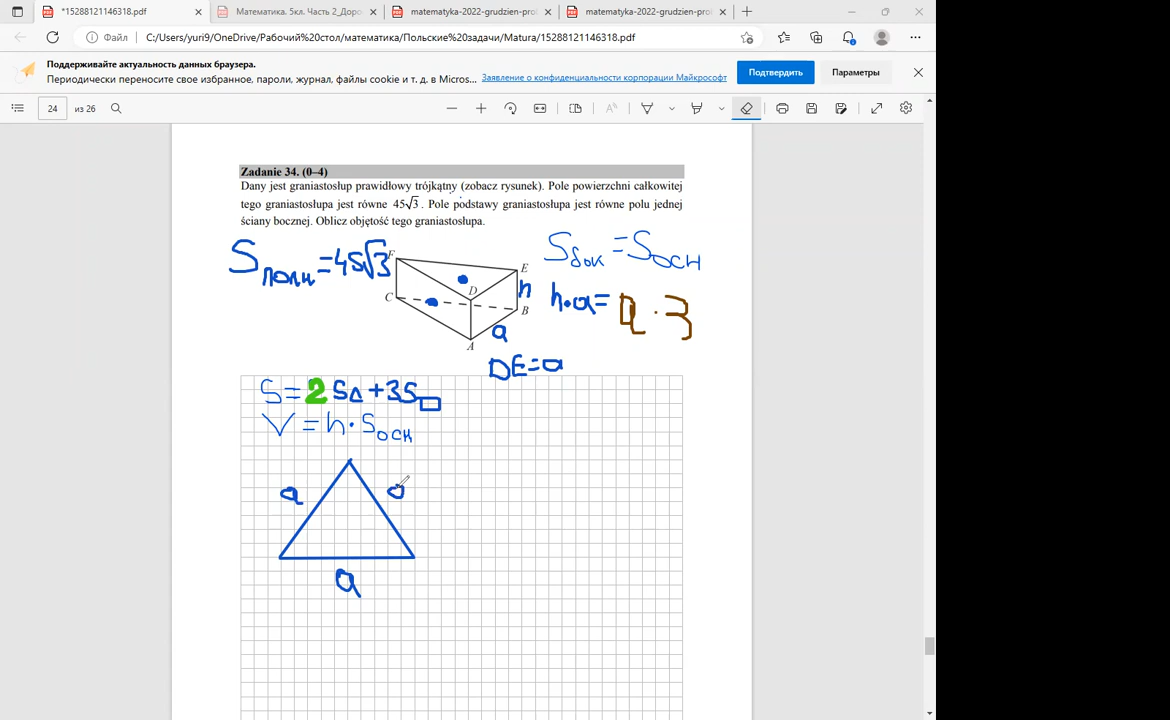 *15288121146318.pdf
Математика. 5кл. Часть 2_Доро
matematyka-2022-grudzien-prol
matematyka-2022-grudzien-prol
Файл
C:/Users/yuri9/OneDrive/Рабочий%20стол/математика/Польские%20задачи/Matura/15288121146318.pdf
Поддерживайте актуальность данных браузера.
Периодически переносите свое избранное, пароли, журнал, файлы cookie и т. д. в Micros...
Заявление о конфиденциальности корпорации Майкрософт
Подтвердить
Параметры
24 из 26
Zadanie 34. (0–4)
Dany jest graniastosłup prawidłowy trójkątny (zobacz rysunek). Pole powierzchni całkowitej
tego graniastosłupa jest równe 45√3 . Pole podstawy graniastosłupa jest równe polu jednej
ściany bocznej. Oblicz objętość tego graniastosłupa.
Sполн=45√3
Sбок=Sосн
F
E
D
h
C
B
h·a=
a·3
a
A
DE=a
S=2S△+3S▭
V=h·Sосн
a
a